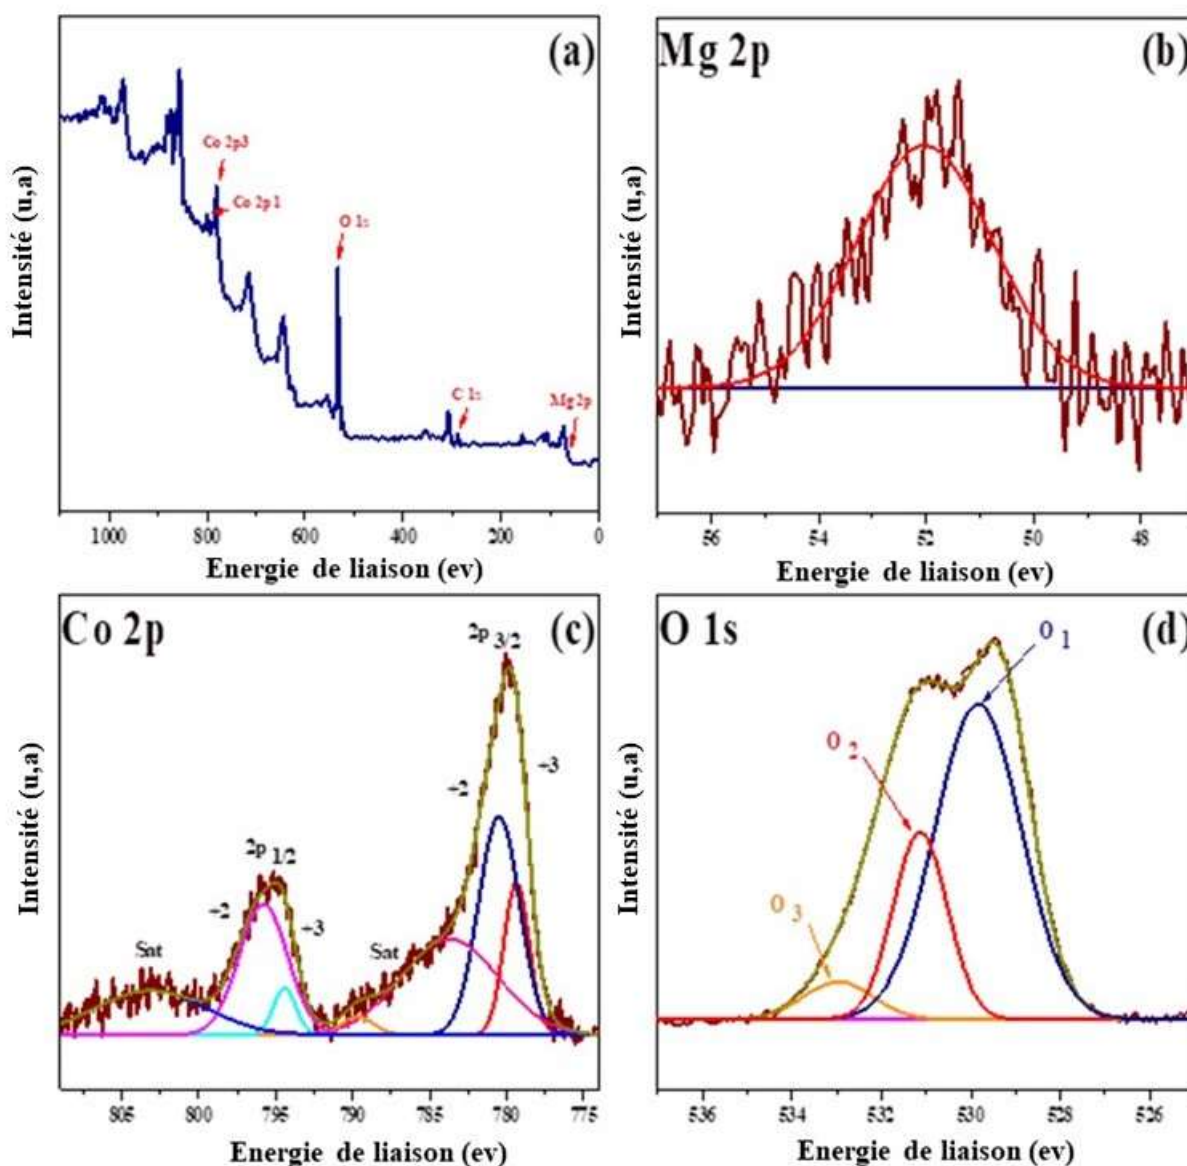 (a)
Co 2p3
Co 2p 1
O 1s
C 1s
Mg 2p
Intensité (u,a)
1000 800 600 400 200 0
Energie de liaison (ev)
Mg 2p
(b)
Intensité (u,a)
56 54 52 50 48
Energie de liaison (ev)
Co 2p
(c)
2p 3/2
+2
+3
2p 1/2
+2
+3
Sat
Sat
Intensité (u,a)
805 800 795 790 785 780 775
Energie de liaison (ev)
O 1s
(d)
O 1
O 2
O 3
Intensité (u,a)
536 534 532 530 528 526 524
Energie de liaison (ev)